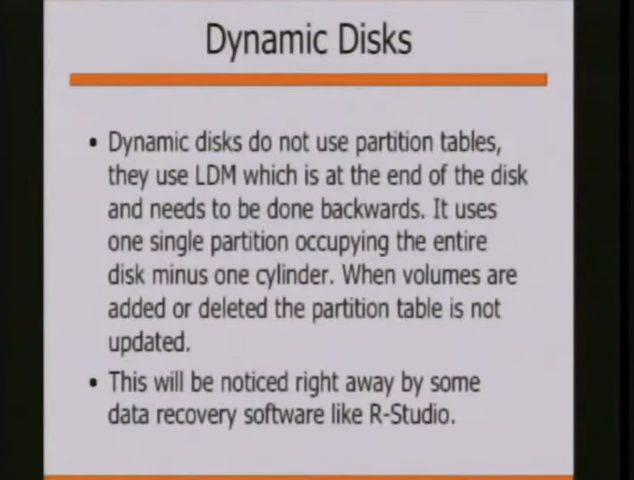 Dynamic Disks
• Dynamic disks do not use partition tables,
they use LDM which is at the end of the disk
and needs to be done backwards. It uses
one single partition occupying the entire
disk minus one cylinder. When volumes are
added or deleted the partition table is not
updated.
• This will be noticed right away by some
data recovery software like R-Studio.